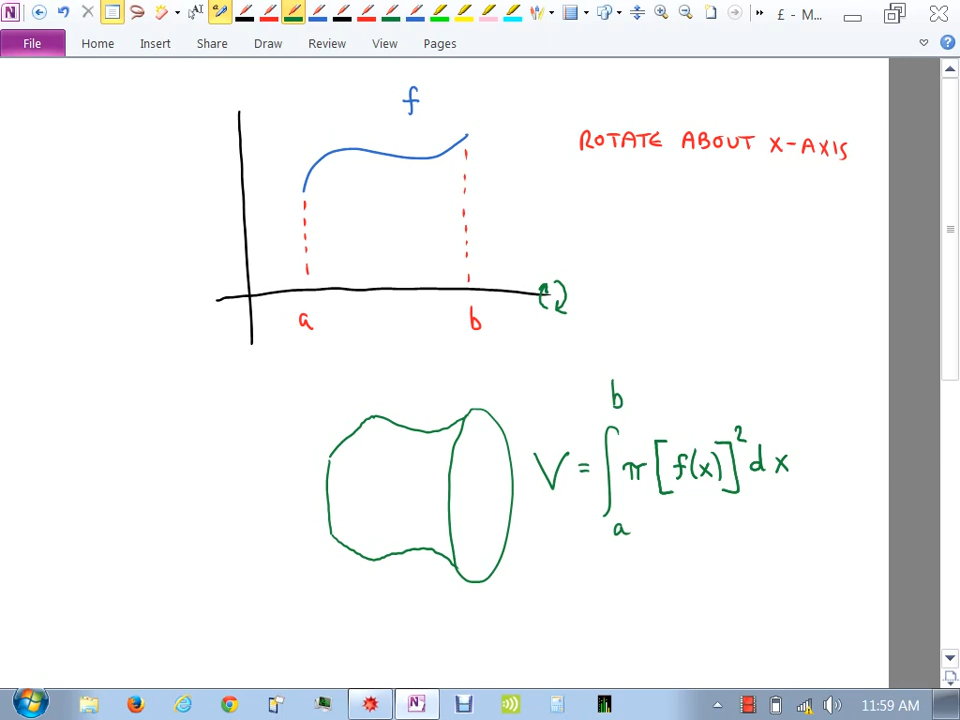 £ - M...
File Home Insert Share Draw Review View Pages
f
ROTATE ABOUT X-AXIS
a b
b
V = ∫ π [f(x)]² dx
a
11:59 AM